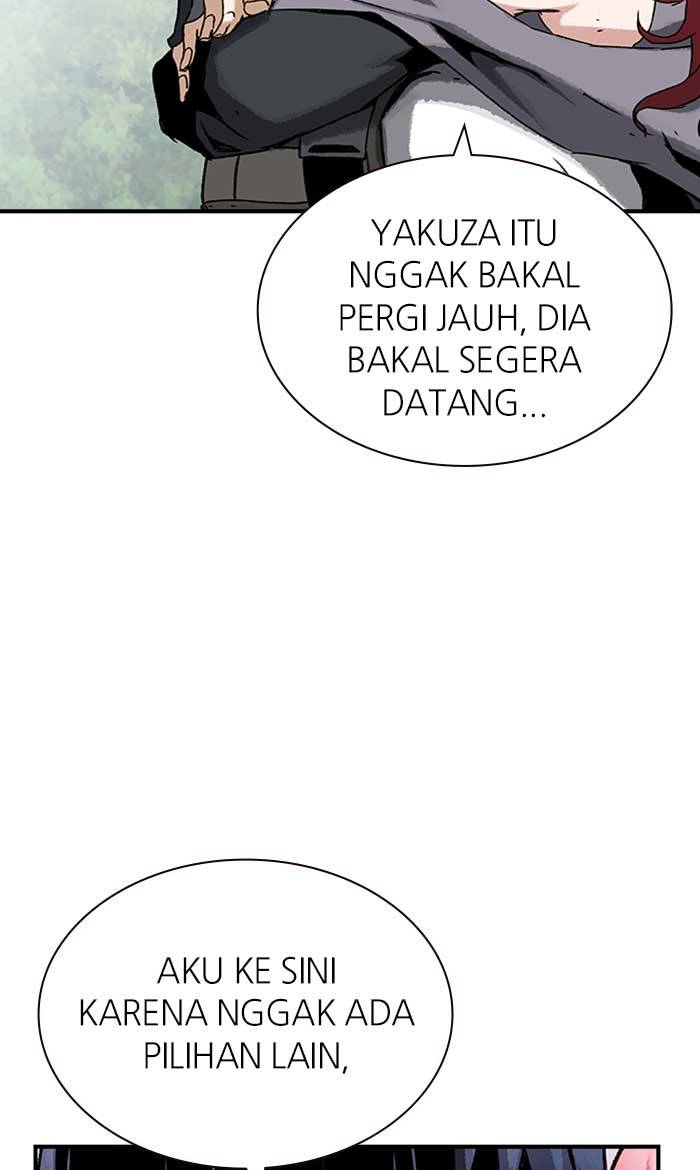 YAKUZA ITU
NGGAK BAKAL
PERGI JAUH, DIA
BAKAL SEGERA
DATANG...
AKU KE SINI
KARENA NGGAK ADA
PILIHAN LAIN,